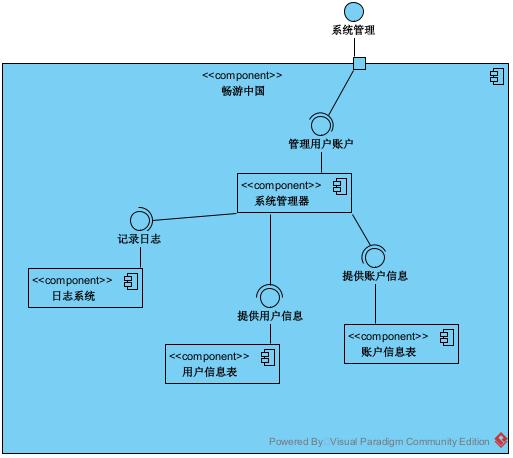 系统管理
<<component>>
畅游中国
管理用户账户
<<component>>
系统管理器
记录日志
提供账户信息
<<component>>
日志系统
提供用户信息
<<component>>
账户信息表
<<component>>
用户信息表
Powered By Visual Paradigm Community Edition